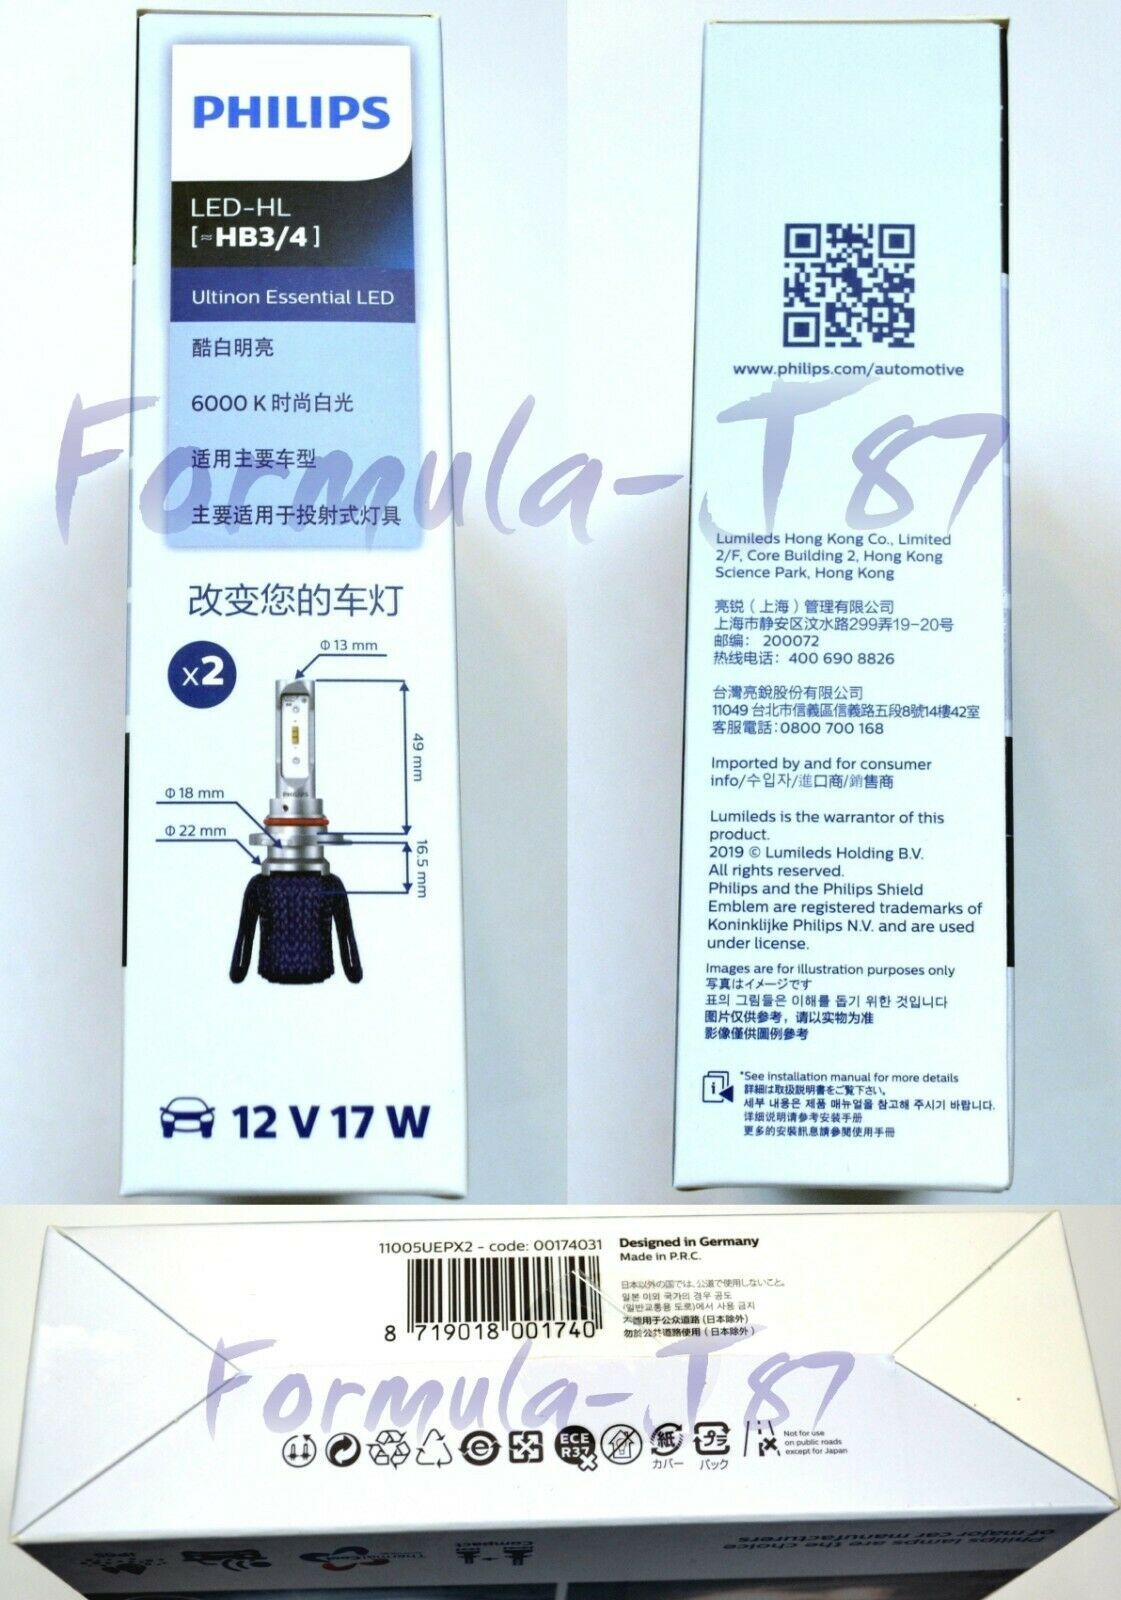 PHILIPS
LED-HL
[≈HB3/4]
Ultinon Essential LED
酷白明亮
6000 K 时尚白光
适用主要车型
主要适用于投射式灯具
改变您的车灯
x2
Φ 13 mm
49 mm
PHILIPS
Φ 18 mm
Φ 22 mm
16.5 mm
12 V 17 W
www.philips.com/automotive
Formula-T87
Lumileds Hong Kong Co., Limited
2/F, Core Building 2, Hong Kong
Science Park, Hong Kong
亮锐（上海）管理有限公司
上海市静安区汶水路299弄19-20号
邮编： 200072
热线电话： 400 690 8826
台灣亮銳股份有限公司
11049 台北市信義區信義路五段8號14樓42室
客服電話:0800 700 168
Imported by and for consumer
info/수입자/進口商/銷售商
Lumileds is the warrantor of this
product.
2019 © Lumileds Holding B.V.
All rights reserved.
Philips and the Philips Shield
Emblem are registered trademarks of
Koninklijke Philips N.V. and are used
under license.
Images are for illustration purposes only
写真はイメージです
표의 그림들은 이해를 돕기 위한 것입니다
图片仅供参考，请以实物为准
影像僅供圖例參考
*See installation manual for more details
詳細は取扱説明書をご覧下さい。
세부 내용은 제품 매뉴얼을 참고해 주시기 바랍니다.
详细说明请参考安装手册
更多的安裝訊息請參閱使用手冊
11005UEPX2 - code: 00174031
8 719018 001740
Designed in Germany
Made in P.R.C.
日本以外の国では、公道で使用しないこと。
일본 이외 국가의 경우 공도
(일반교통용 도로)에서 사용 금지
不能用于公众道路 (日本除外)
勿於公共道路使用 ( 日本除外 )
Formula-T87
ECE
R37
紙
カバー
プラ
パック
Not for use
on public roads
except for Japan
Philips lamps are the choice
of major car manufacturers
Compact
IP65